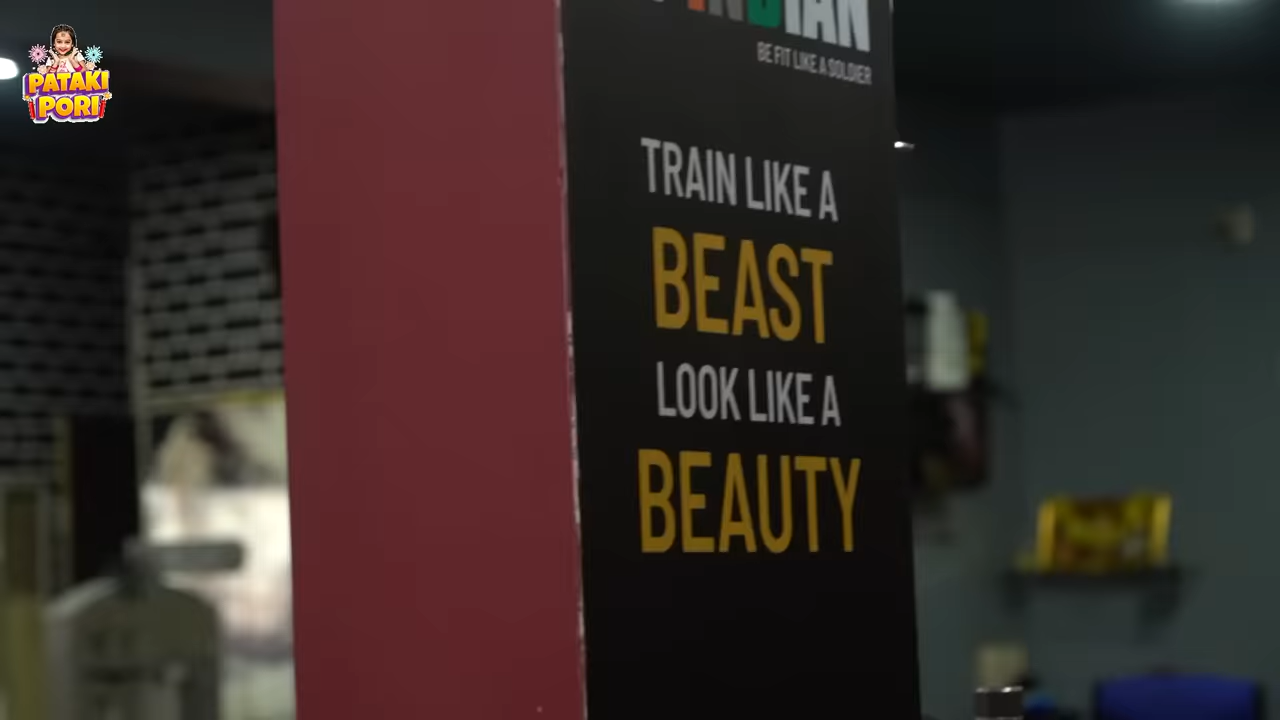 PATAKI
PORI
BE FIT LIKE A SOLDIER
TRAIN LIKE A
BEAST
LOOK LIKE A
BEAUTY